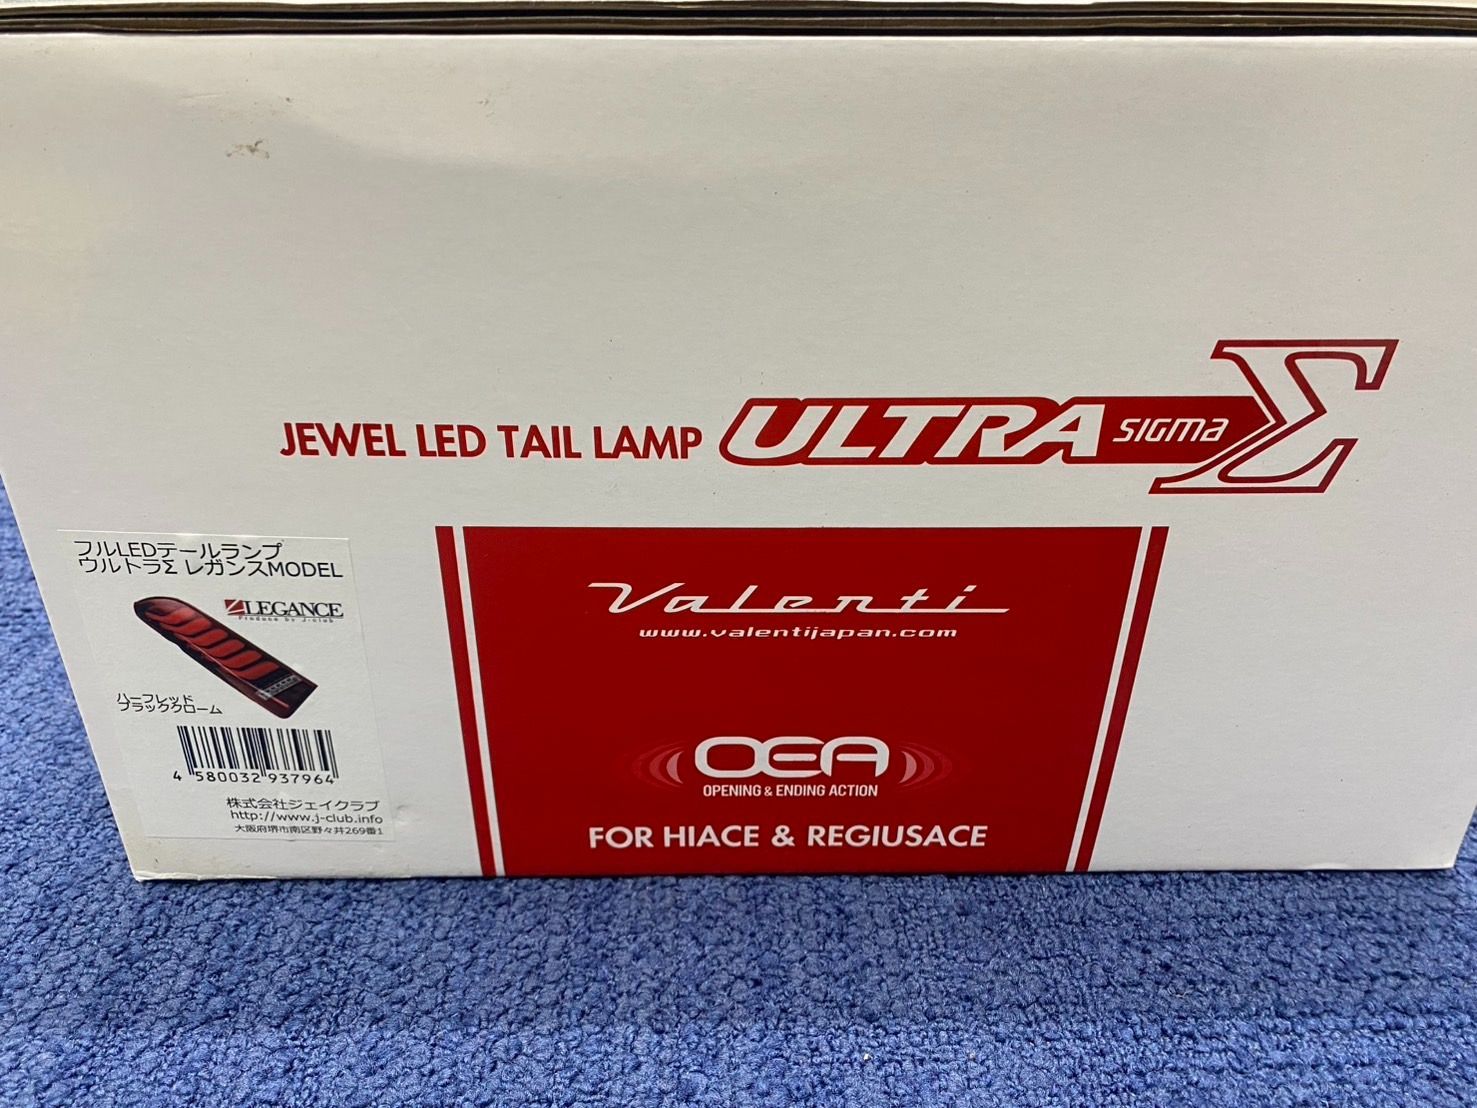 JEWEL LED TAIL LAMP ULTRA SIGMA Σ
フルLEDテールランプ
ウルトラΣ レガンスMODEL
LEGANCE
Produce by J-club
ハーフレッド
ブラッククローム
4 580032 937964
株式会社ジェイクラブ
http://www.j-club.info
大阪府堺市南区野々井269番1
Valenti
www.valentijapan.com
OEA
OPENING & ENDING ACTION
FOR HIACE & REGIUSACE